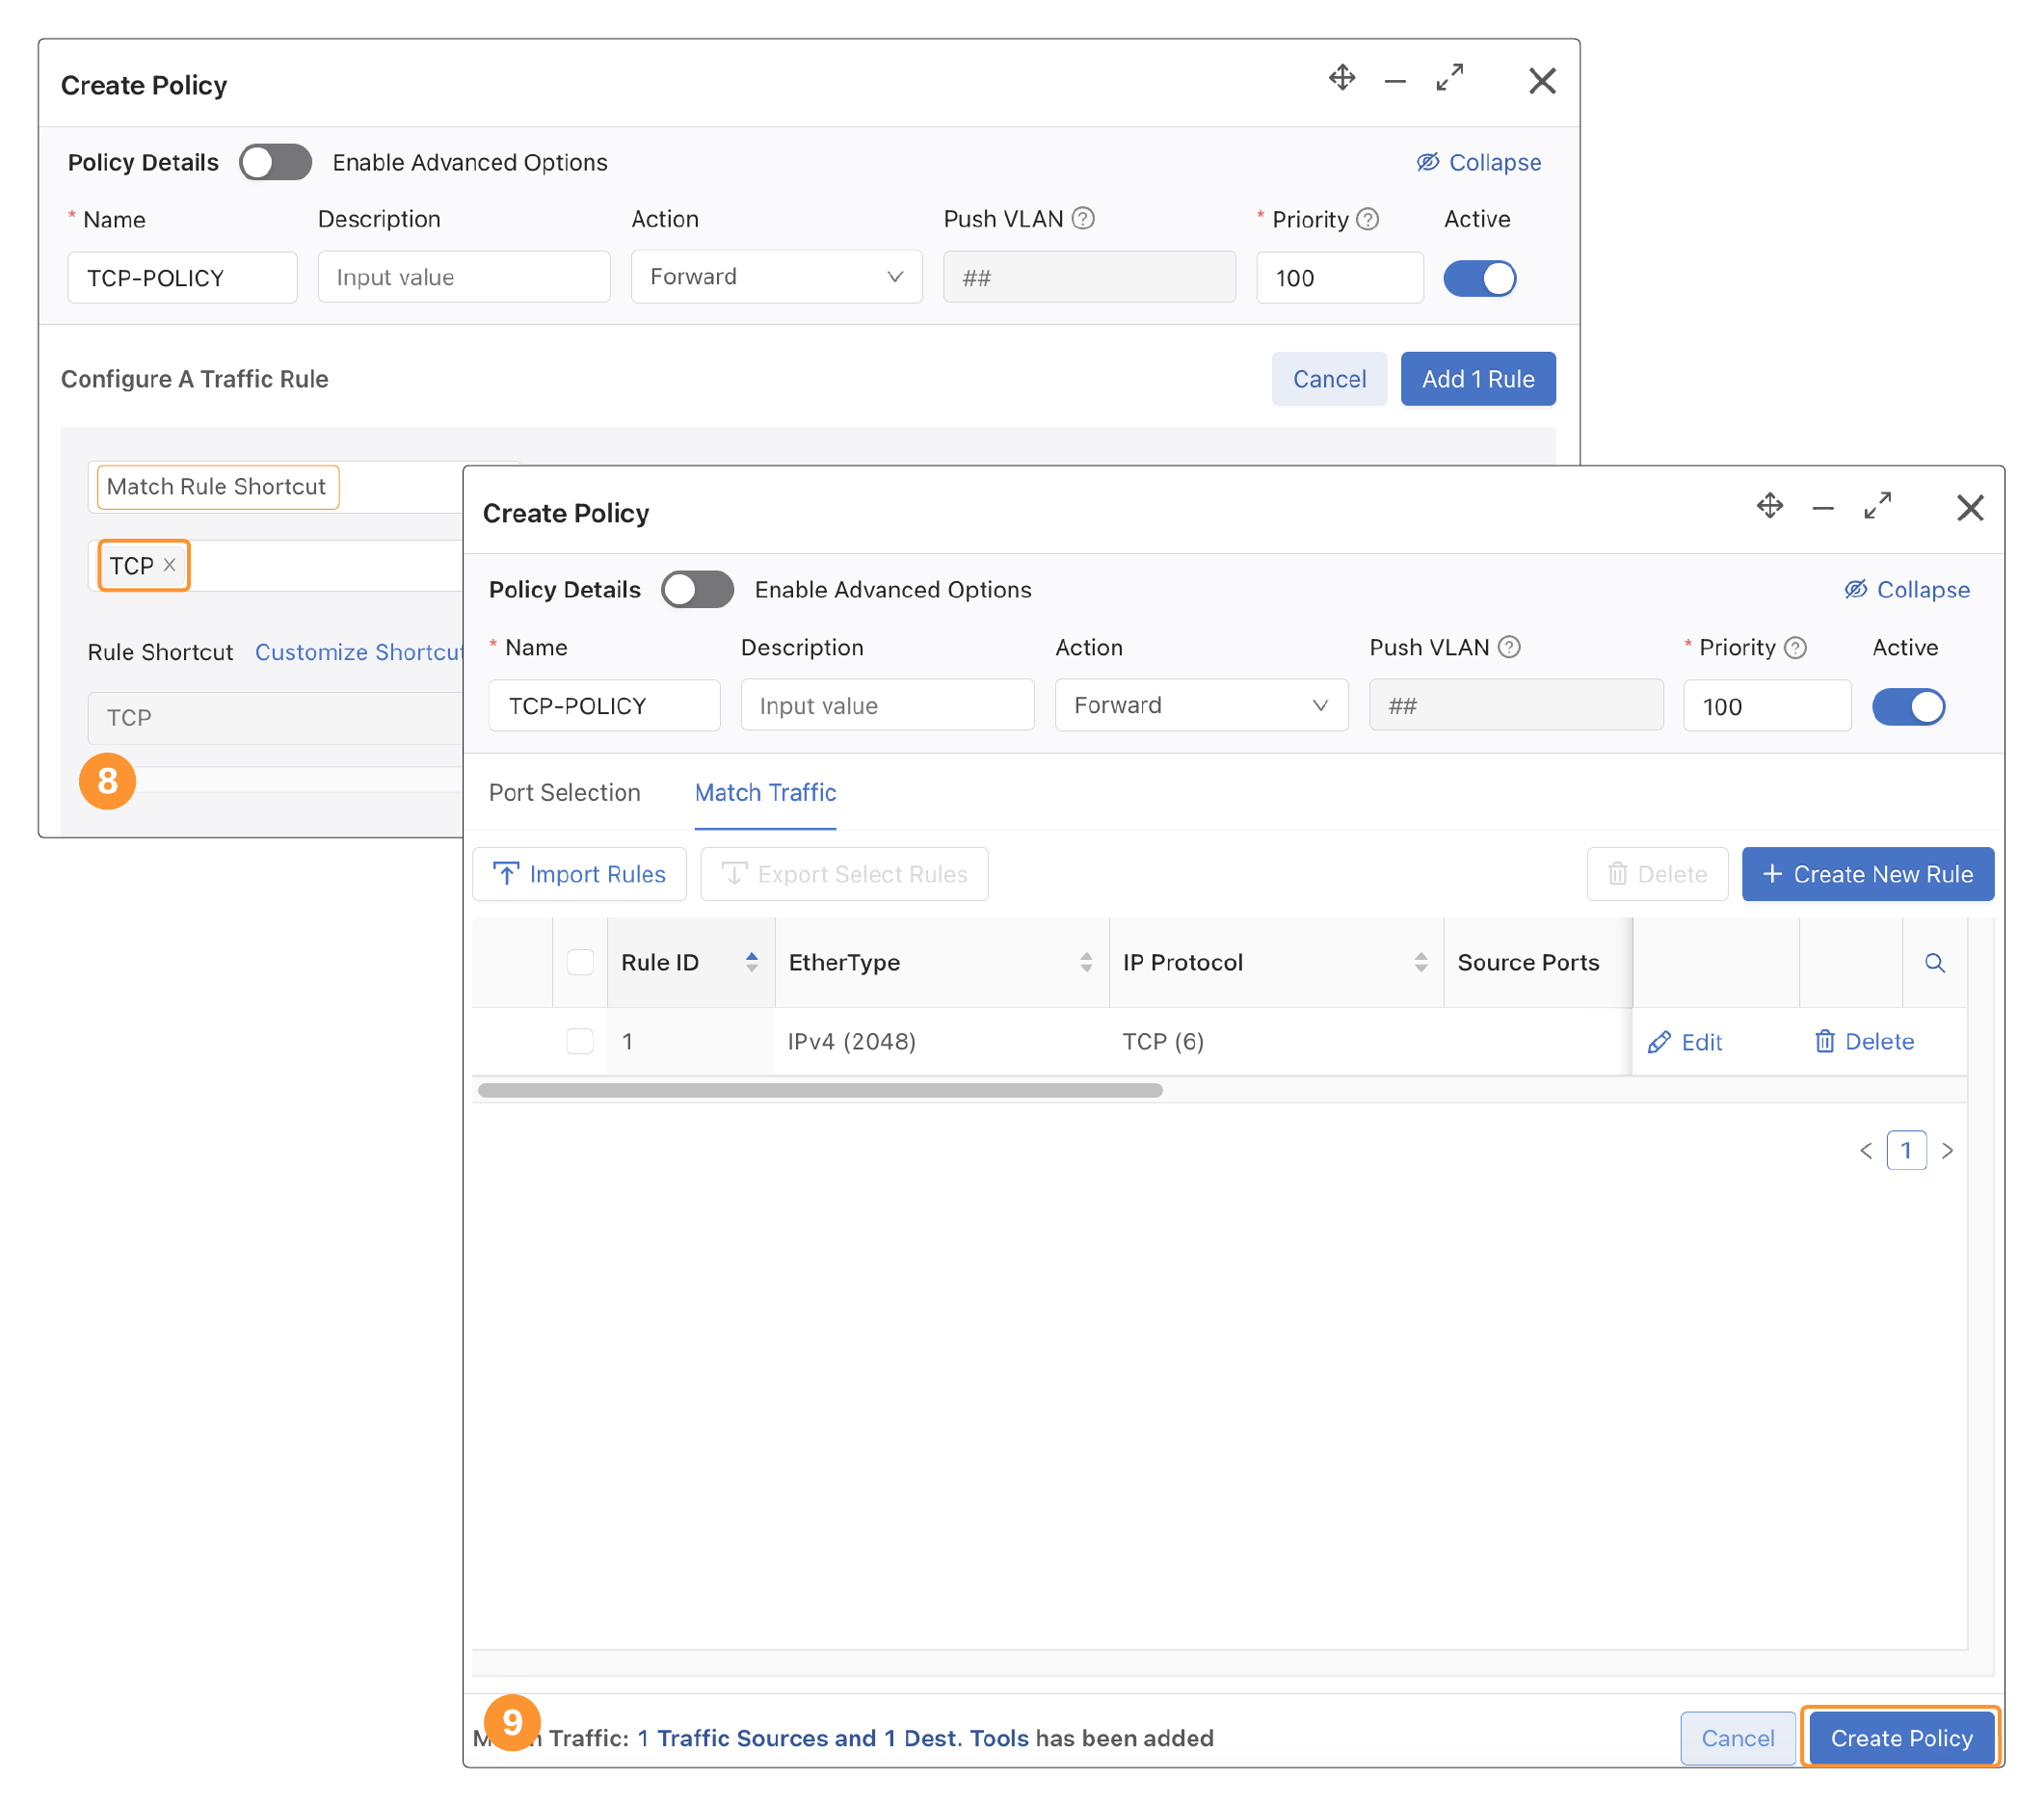 Create Policy
Policy Details Enable Advanced Options Collapse
* Name Description Action Push VLAN ? * Priority ? Active
TCP-POLICY Input value Forward ## 100
Configure A Traffic Rule Cancel Add 1 Rule
Match Rule Shortcut
TCP ×
Rule Shortcut Customize Shortcut
TCP
8
Create Policy
Policy Details Enable Advanced Options Collapse
* Name Description Action Push VLAN ? * Priority ? Active
TCP-POLICY Input value Forward ## 100
Port Selection Match Traffic
Import Rules Export Select Rules Delete + Create New Rule
Rule ID EtherType IP Protocol Source Ports
1 IPv4 (2048) TCP (6) Edit Delete
< 1 >
9
Traffic: 1 Traffic Sources and 1 Dest. Tools has been added Cancel Create Policy